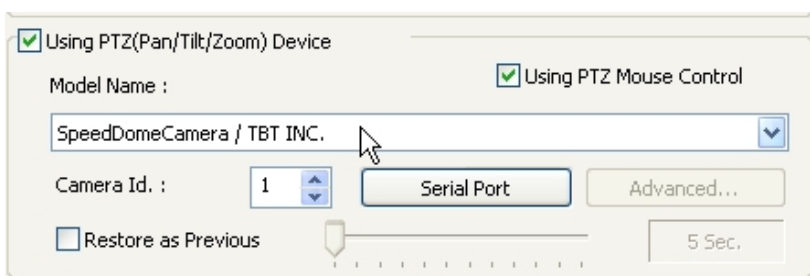 Using PTZ(Pan/Tilt/Zoom) Device
Using PTZ Mouse Control
Model Name :
SpeedDomeCamera / TBT INC.
Camera Id. : 1 Serial Port Advanced...
Restore as Previous 5 Sec.